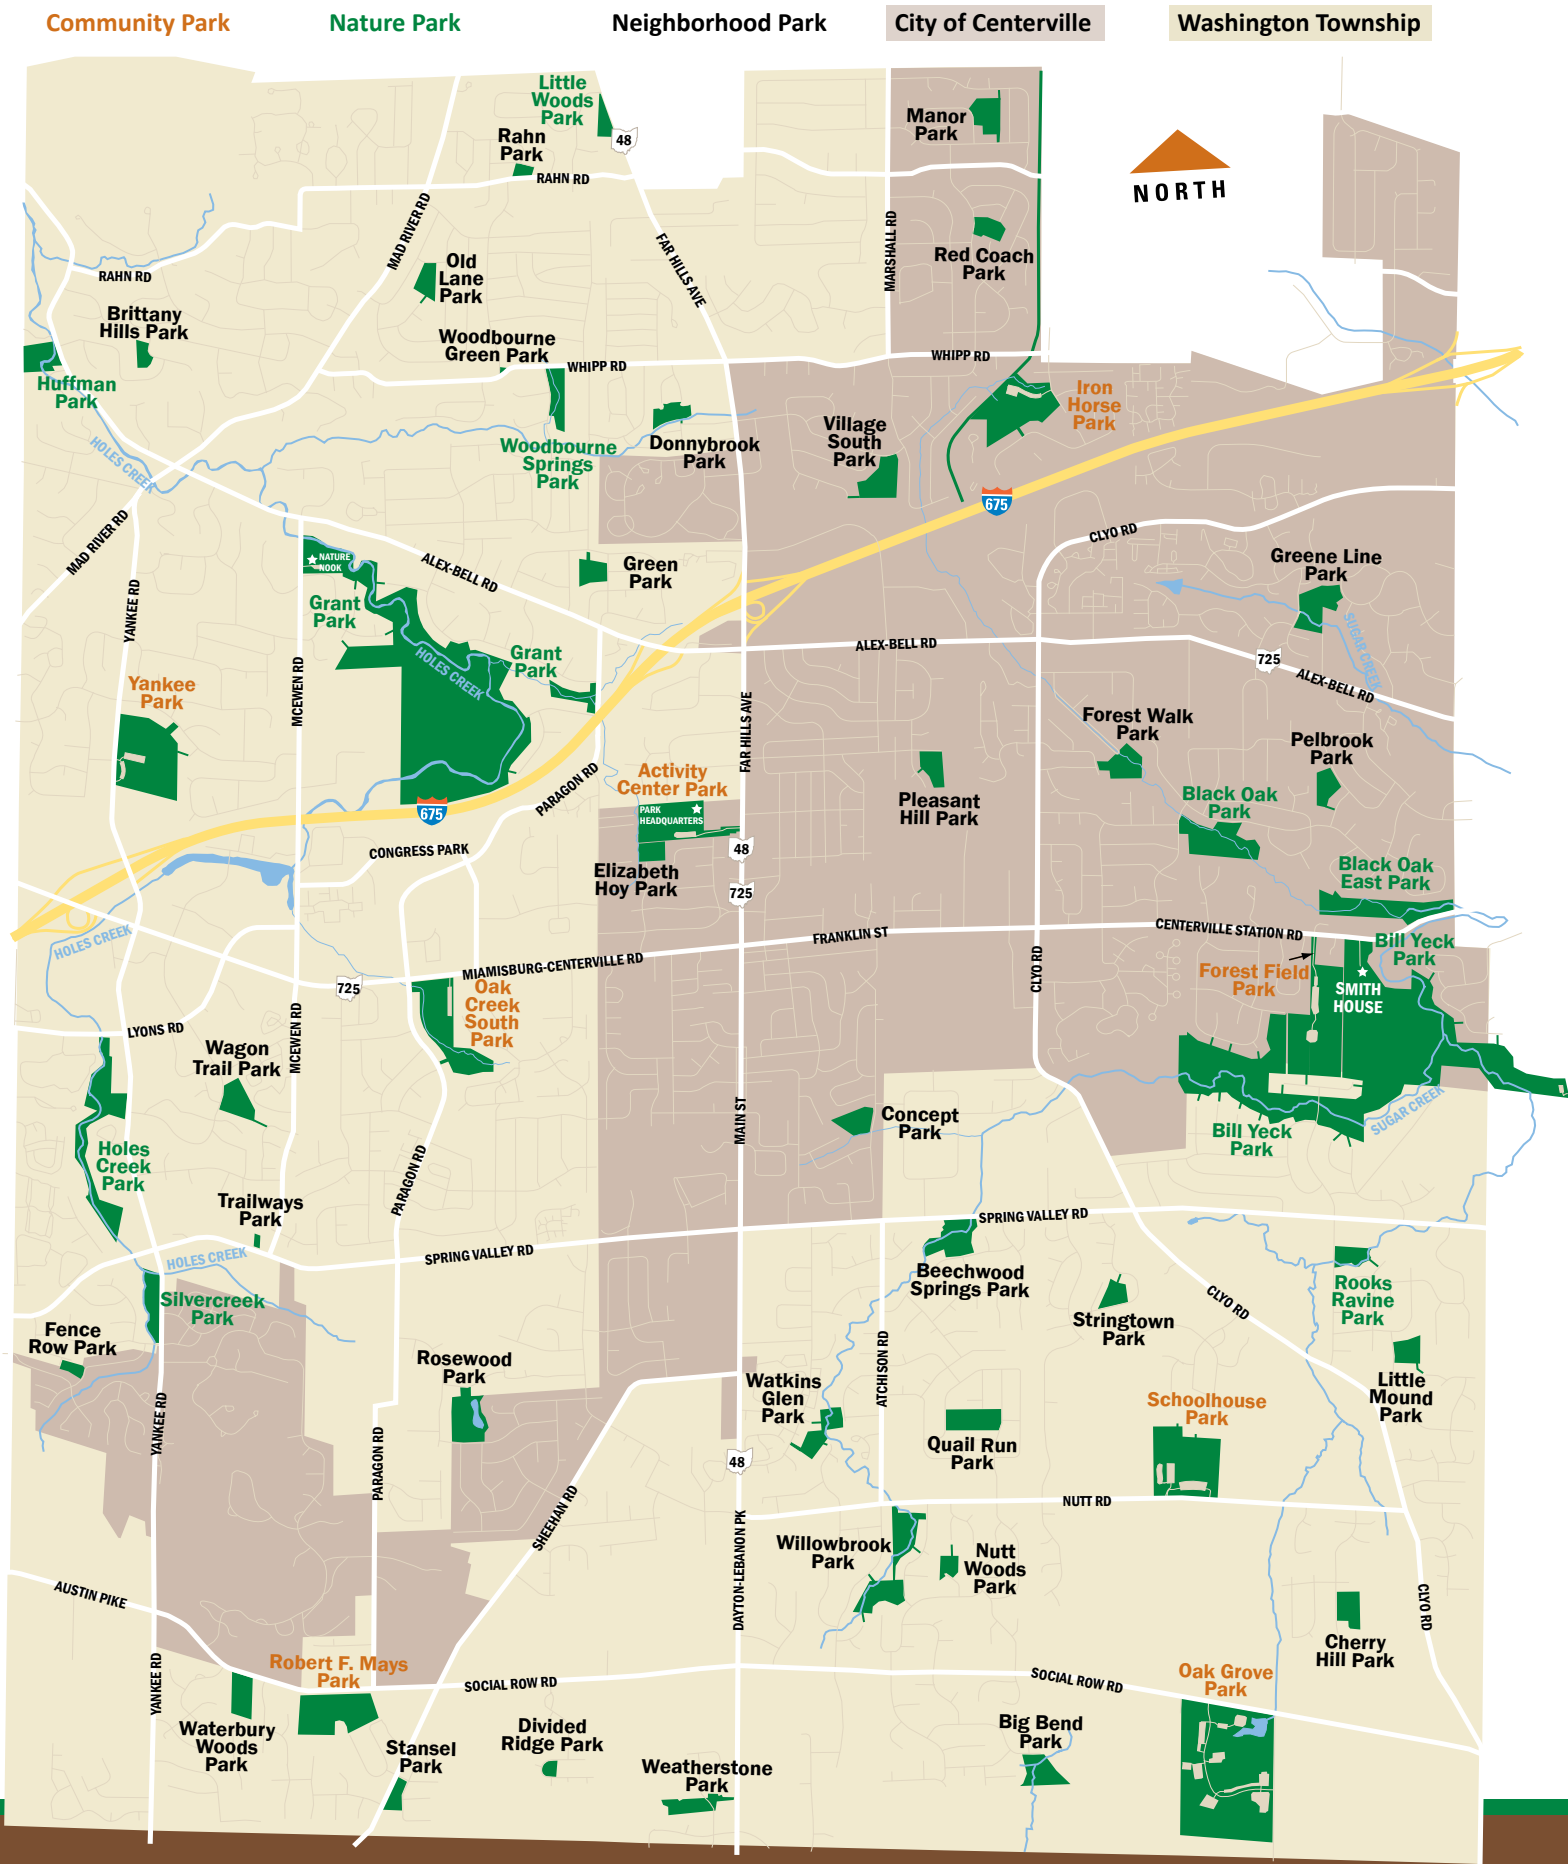 Community Park
Nature Park
Neighborhood Park
City of Centerville
Washington Township
Little
Woods
Park
48
Rahn
Park
RAHN RD
Manor
Park
NORTH
MAD RIVER RD
FAR HILLS AVE
MARSHALL RD
Red Coach
Park
Old
Lane
Park
RAHN RD
Brittany
Hills Park
Woodbourne
Green Park
WHIPP RD
WHIPP RD
Huffman
Park
Iron
Horse
Park
Village
South
Park
Donnybrook
Park
Woodbourne
Springs
Park
HOLES CREEK
675
MAD RIVER RD
CLYO RD
NATURE
NOOK
ALEX-BELL RD
Green
Park
Greene Line
Park
YANKEE RD
Grant
Park
SUGAR CREEK
Grant
Park
HOLES CREEK
ALEX-BELL RD
725
ALEX-BELL RD
MCEWEN RD
Yankee
Park
FAR HILLS AVE
Forest Walk
Park
Pelbrook
Park
Activity
Center Park
PARAGON RD
PARK
HEADQUARTERS
675
Pleasant
Hill Park
Black Oak
Park
CONGRESS PARK
48
Elizabeth
Hoy Park
725
Black Oak
East Park
HOLES CREEK
FRANKLIN ST
CENTERVILLE STATION RD
Bill Yeck
Park
MIAMISBURG-CENTERVILLE RD
CLYO RD
Forest Field
Park
SMITH
HOUSE
725
Oak
Creek
South
Park
LYONS RD
MCEWEN RD
Wagon
Trail Park
MAIN ST
Concept
Park
SUGAR CREEK
Bill Yeck
Park
Holes
Creek
Park
PARAGON RD
Trailways
Park
SPRING VALLEY RD
SPRING VALLEY RD
HOLES CREEK
Beechwood
Springs Park
Silvercreek
Park
Rooks
Ravine
Park
CLYO RD
Stringtown
Park
Fence
Row Park
Rosewood
Park
ATCHISON RD
Watkins
Glen
Park
Little
Mound
Park
Schoolhouse
Park
YANKEE RD
PARAGON RD
Quail Run
Park
48
NUTT RD
SHEEHAN RD
DAYTON-LEBANON PK
Willowbrook
Park
Nutt
Woods
Park
AUSTIN PIKE
CLYO RD
Cherry
Hill Park
YANKEE RD
Robert F. Mays
Park
SOCIAL ROW RD
SOCIAL ROW RD
Oak Grove
Park
Waterbury
Woods
Park
Stansel
Park
Divided
Ridge Park
Big Bend
Park
Weatherstone
Park